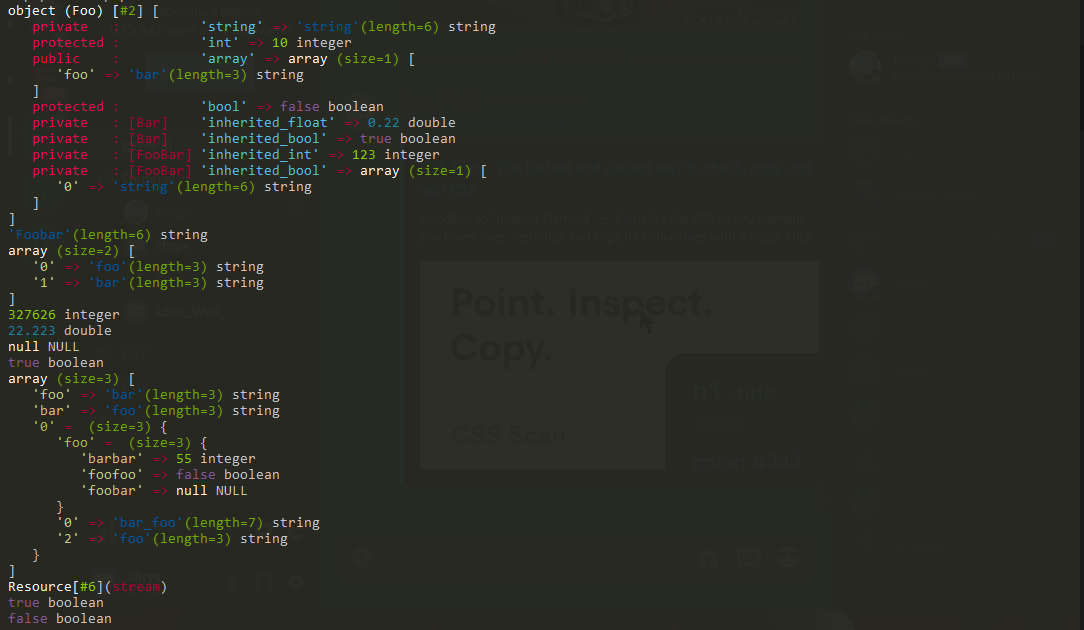 object (Foo) [#2] [
   private   :          'string' => 'string'(length=6) string
   protected :          'int' => 10 integer
   public    :          'array' => array (size=1) [
      'foo' => 'bar'(length=3) string
   ]
   protected :          'bool' => false boolean
   private   : [Bar]    'inherited_float' => 0.22 double
   private   : [Bar]    'inherited_bool' => true boolean
   private   : [FooBar] 'inherited_int' => 123 integer
   private   : [FooBar] 'inherited_bool' => array (size=1) [
      '0' => 'string'(length=6) string
   ]
]
'Foobar'(length=6) string
array (size=2) [
   '0' => 'foo'(length=3) string
   '1' => 'bar'(length=3) string
]
327626 integer
22.223 double
null NULL
true boolean
array (size=3) [
   'foo' => 'bar'(length=3) string
   'bar' => 'foo'(length=3) string
   '0' =  (size=3) {
      'foo' =  (size=3) {
         'barbar' => 55 integer
         'foofoo' => false boolean
         'foobar' => null NULL
      }
      '0' => 'bar_foo'(length=7) string
      '2' => 'foo'(length=3) string
   }
]
Resource[#6](stream)
true boolean
false boolean
Point. Inspect.
Copy.
CSS Scan
h1 .title
color: #333